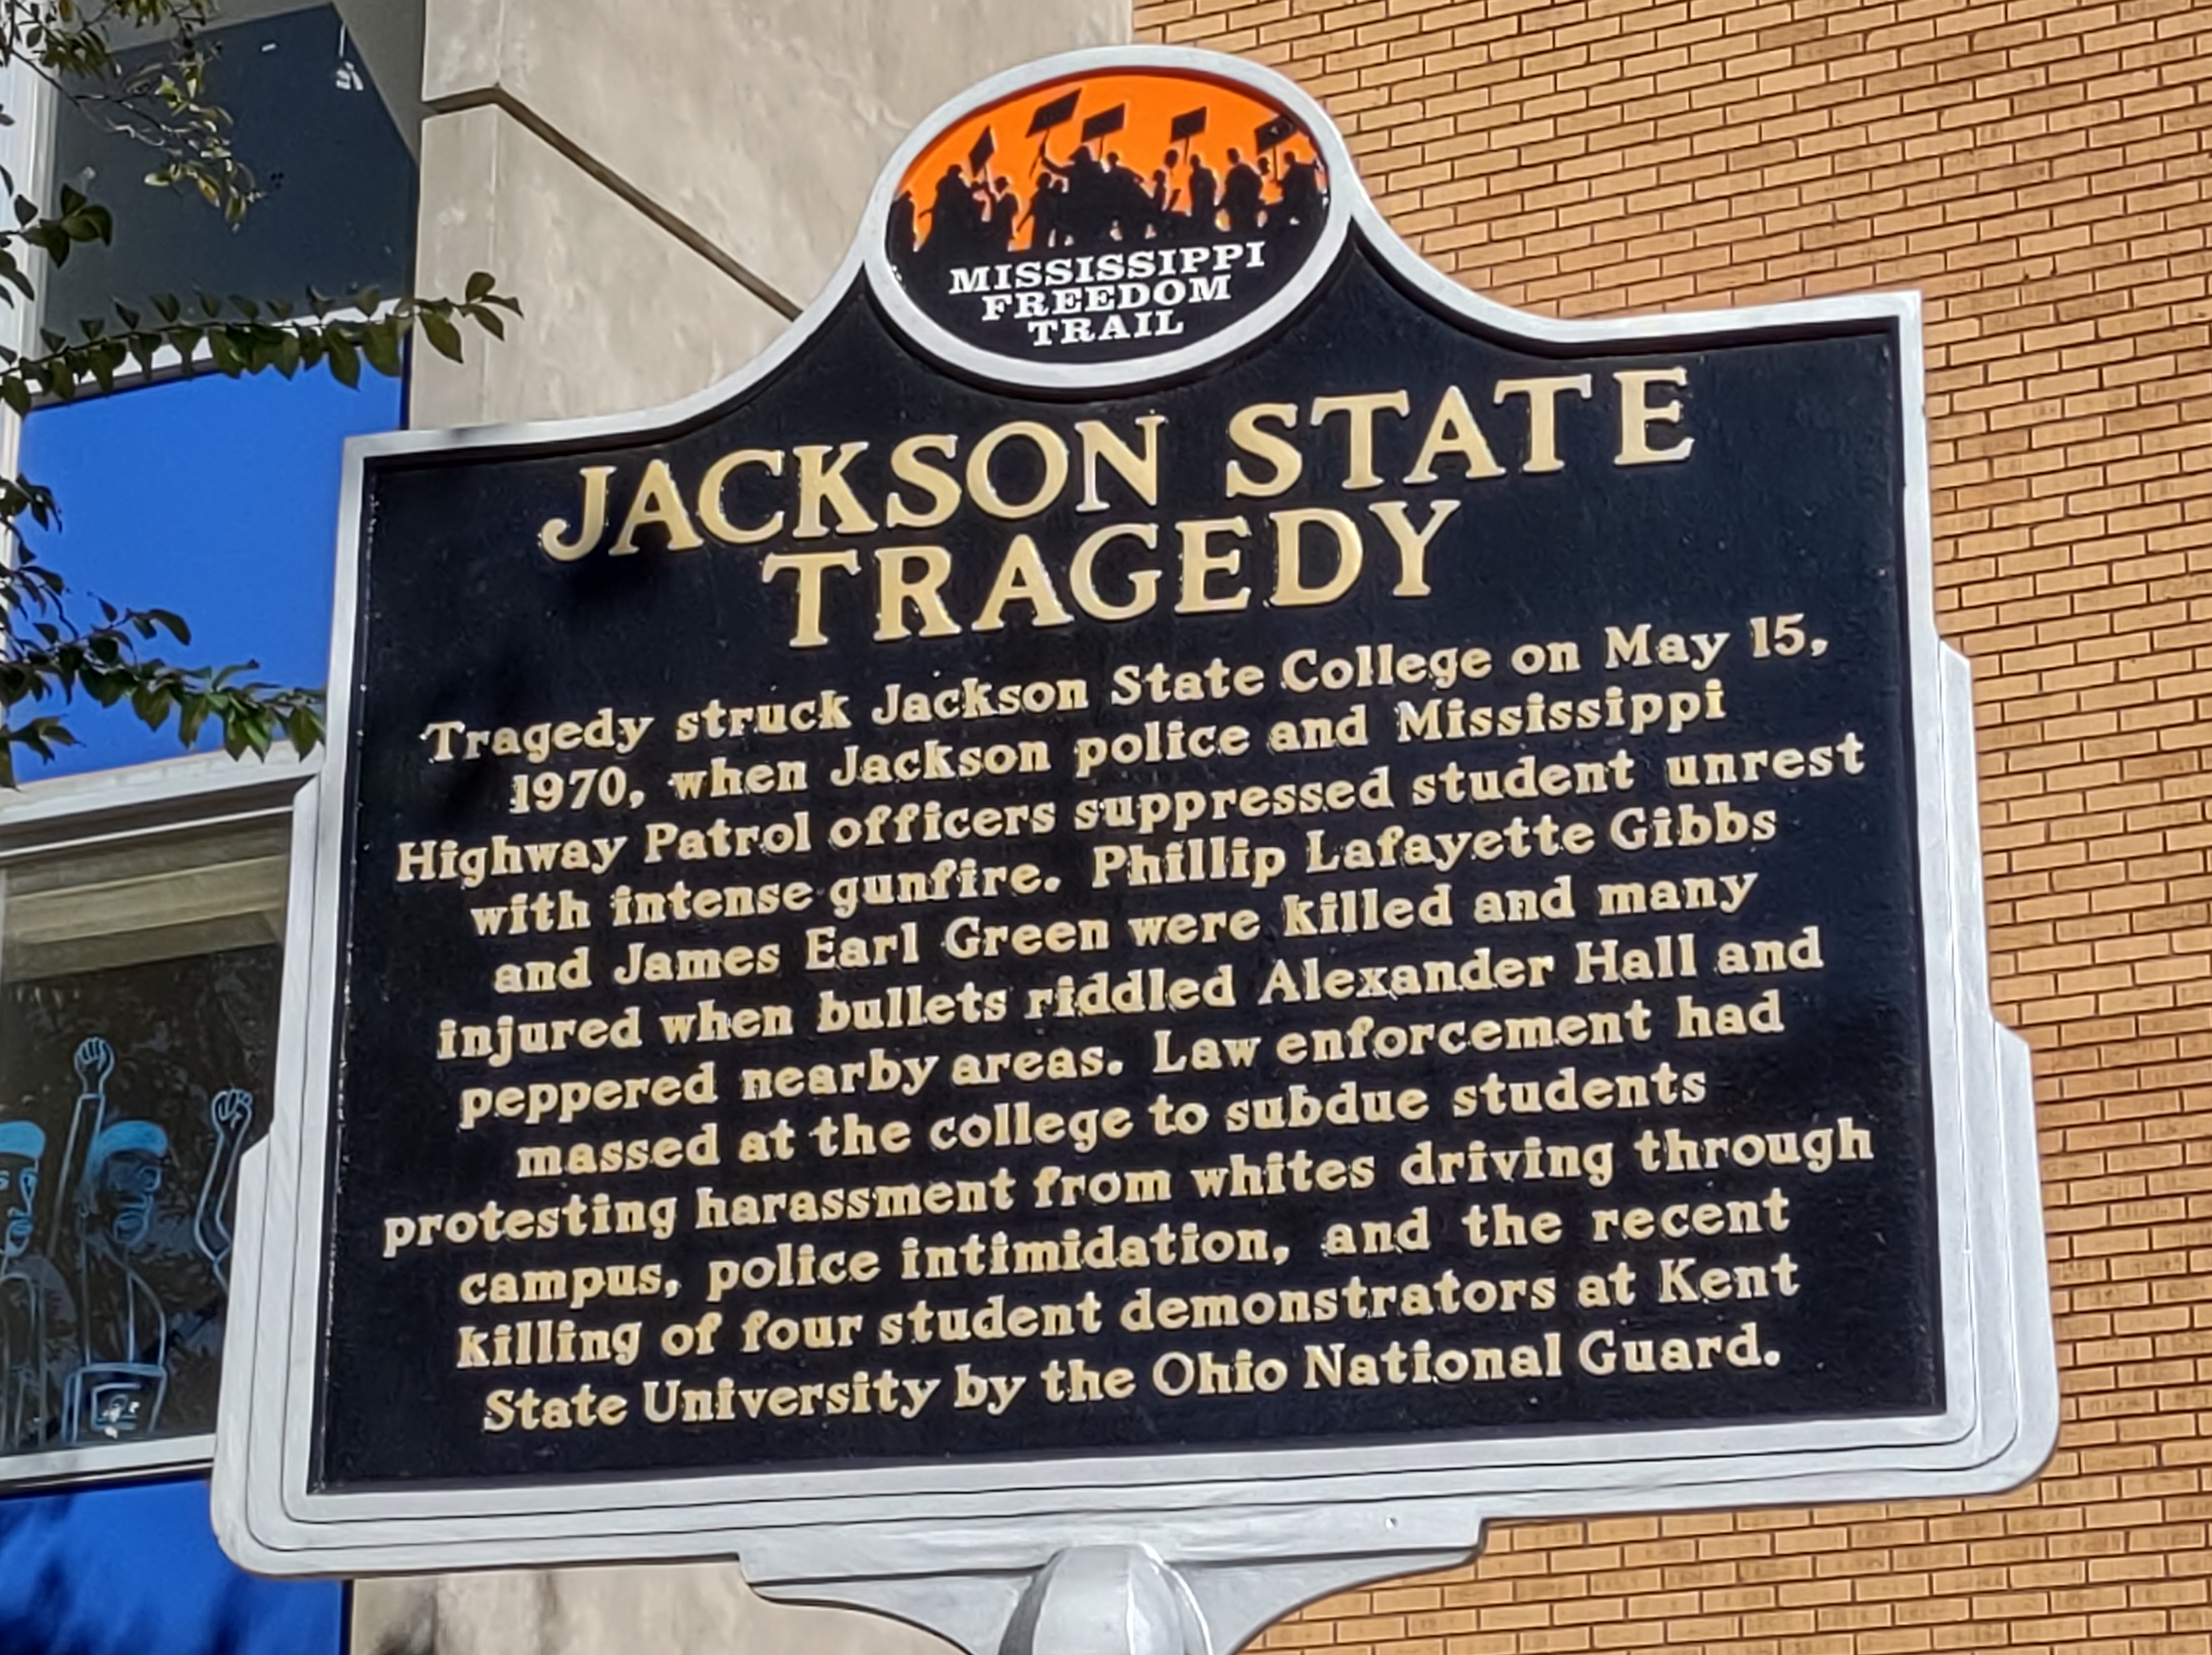 MISSISSIPPI
FREEDOM
TRAIL
JACKSON STATE
TRAGEDY
Tragedy struck Jackson State College on May 15,
1970, when Jackson police and Mississippi
Highway Patrol officers suppressed student unrest
with intense gunfire. Phillip Lafayette Gibbs
and James Earl Green were killed and many
injured when bullets riddled Alexander Hall and
peppered nearby areas. Law enforcement had
massed at the college to subdue students
protesting harassment from whites driving through
campus, police intimidation, and the recent
killing of four student demonstrators at Kent
State University by the Ohio National Guard.